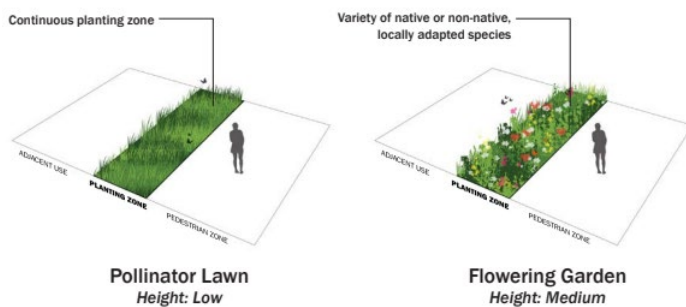 Continuous planting zone
ADJACENT USE
PLANTING ZONE
PEDESTRIAN ZONE
Pollinator Lawn
Height: Low
Variety of native or non-native,
locally adapted species
ADJACENT USE
PLANTING ZONE
PEDESTRIAN ZONE
Flowering Garden
Height: Medium